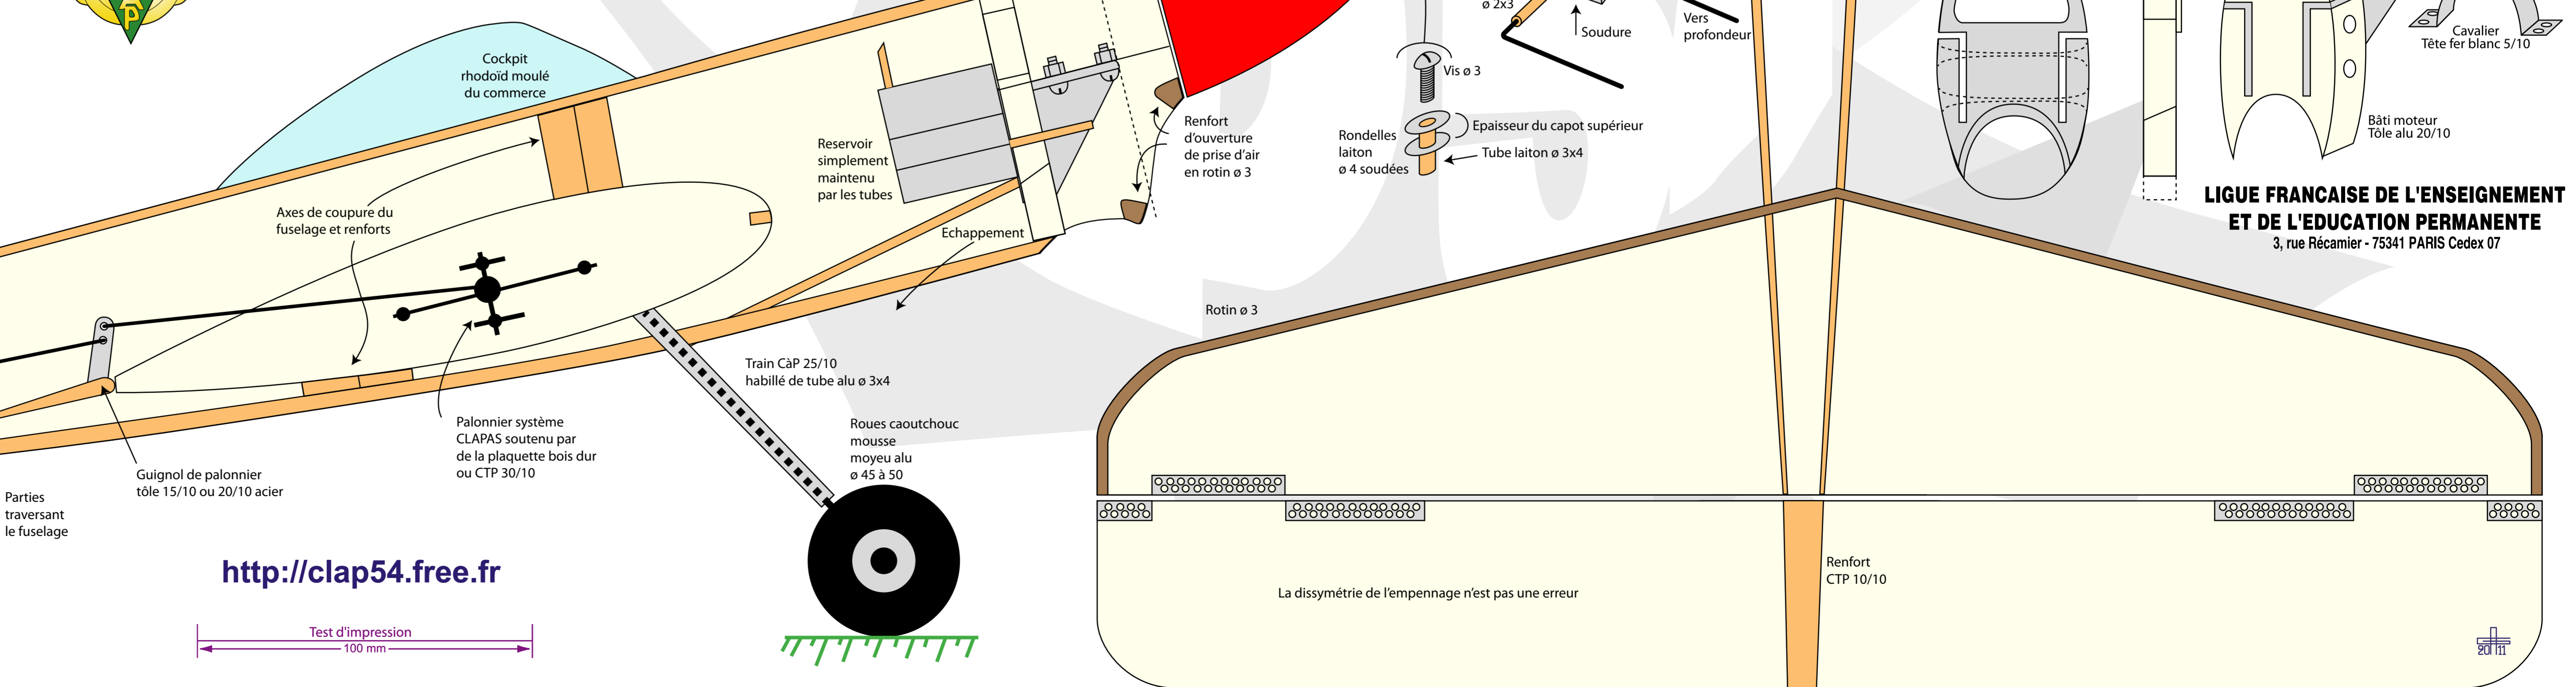 AP
Cockpit
rhodoïd moulé
du commerce
Axes de coupure du
fuselage et renforts
Reservoir
simplement
maintenu
par les tubes
Echappement
Renfort
d'ouverture
de prise d'air
en rotin ø 3
ø 2x3
Soudure
Vers
profondeur
Vis ø 3
Rondelles
laiton
ø 4 soudées
Epaisseur du capot supérieur
Tube laiton ø 3x4
Cavalier
Tête fer blanc 5/10
Bâti moteur
Tôle alu 20/10
LIGUE FRANCAISE DE L'ENSEIGNEMENT
ET DE L'EDUCATION PERMANENTE
3, rue Récamier - 75341 PARIS Cedex 07
Rotin ø 3
Train CàP 25/10
habillé de tube alu ø 3x4
Roues caoutchouc
mousse
moyeu alu
ø 45 à 50
Palonnier système
CLAPAS soutenu par
de la plaquette bois dur
ou CTP 30/10
Guignol de palonnier
tôle 15/10 ou 20/10 acier
Parties
traversant
le fuselage
http://clap54.free.fr
Test d'impression
100 mm
Renfort
CTP 10/10
La dissymétrie de l'empennage n'est pas une erreur
20 11